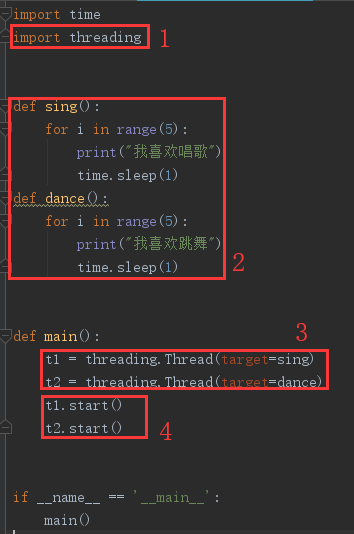 import time
import threading 1
def sing():
    for i in range(5):
        print("我喜欢唱歌")
        time.sleep(1)
def dance():
    for i in range(5):
        print("我喜欢跳舞")
        time.sleep(1)
2
def main():
3
    t1 = threading.Thread(target=sing)
    t2 = threading.Thread(target=dance)
    t1.start()
    t2.start()
4
if __name__ == '__main__':
    main()